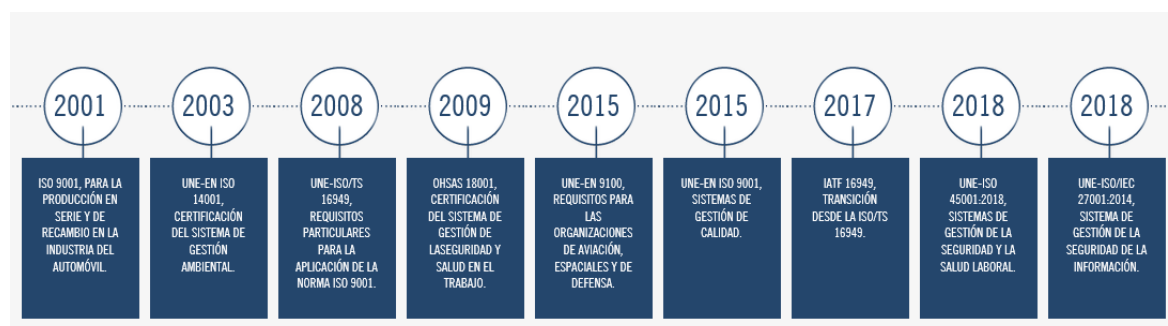 2001
ISO 9001, PARA LA
PRODUCCIÓN EN
SERIE Y DE
RECAMBIO EN LA
INDUSTRIA DEL
AUTOMÓVIL.
2003
UNE-EN ISO
14001,
CERTIFICACIÓN
DEL SISTEMA DE
GESTIÓN
AMBIENTAL.
2008
UNE-ISO/TS
16949,
REQUISITOS
PARTICULARES
PARA LA
APLICACIÓN DE LA
NORMA ISO 9001.
2009
OHSAS 18001,
CERTIFICACIÓN
DEL SISTEMA DE
GESTIÓN DE
LASEGURIDAD Y
SALUD EN EL
TRABAJO.
2015
UNE-EN 9100,
REQUISITOS PARA
LAS
ORGANIZACIONES
DE AVIACIÓN,
ESPACIALES Y DE
DEFENSA.
2015
UNE-EN ISO 9001,
SISTEMAS DE
GESTIÓN DE
CALIDAD.
2017
IATF 16949,
TRANSICIÓN
DESDE LA ISO/TS
16949.
2018
UNE-ISO
45001:2018,
SISTEMAS DE
GESTIÓN DE LA
SEGURIDAD Y LA
SALUD LABORAL.
2018
UNE-ISO/IEC
27001:2014,
SISTEMA DE
GESTIÓN DE LA
SEGURIDAD DE LA
INFORMACIÓN.